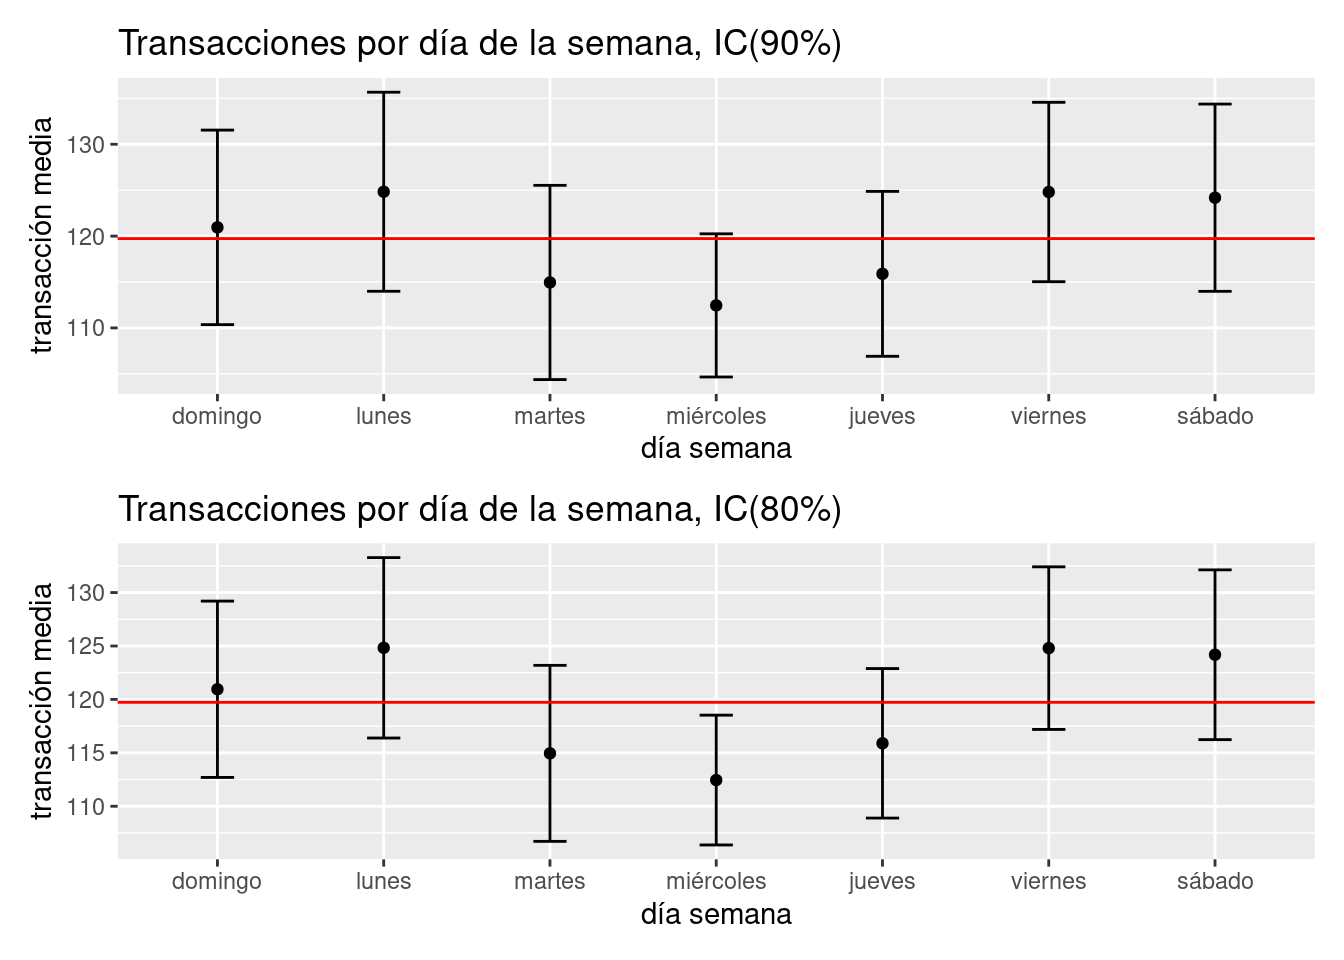 Transacciones por día de la semana, IC(90%)
transacción media
130
120
110
domingo lunes martes miércoles jueves viernes sábado
día semana
Transacciones por día de la semana, IC(80%)
transacción media
130
125
120
115
110
domingo lunes martes miércoles jueves viernes sábado
día semana